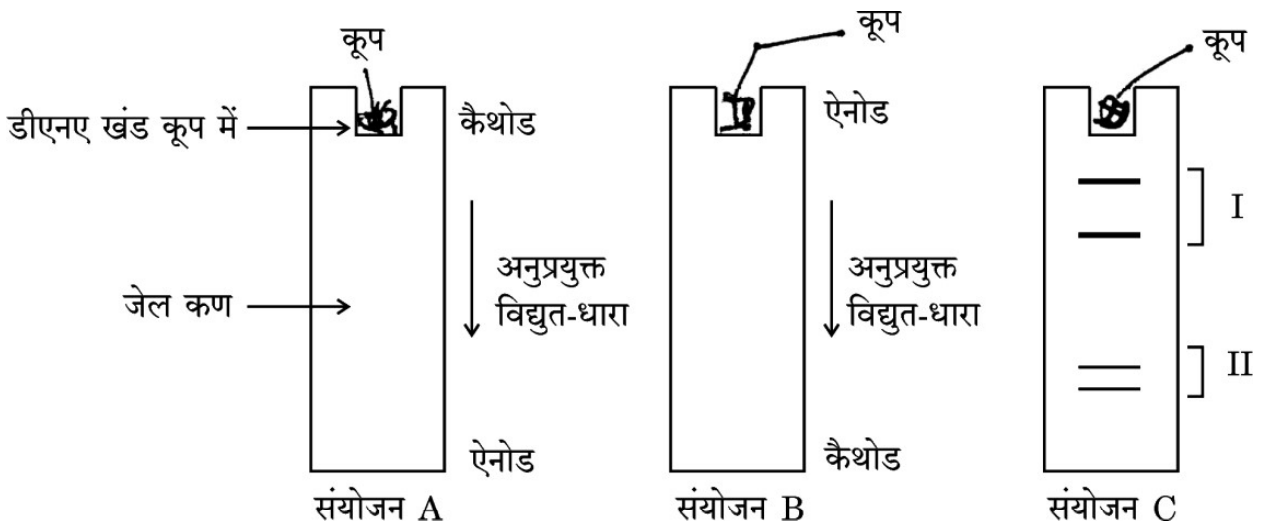 कूप
डीएनए खंड कूप में
कैथोड
जेल कण
अनुप्रयुक्त
विद्युत-धारा
ऐनोड
संयोजन A
कूप
ऐनोड
अनुप्रयुक्त
विद्युत-धारा
कैथोड
संयोजन B
कूप
I
II
संयोजन C